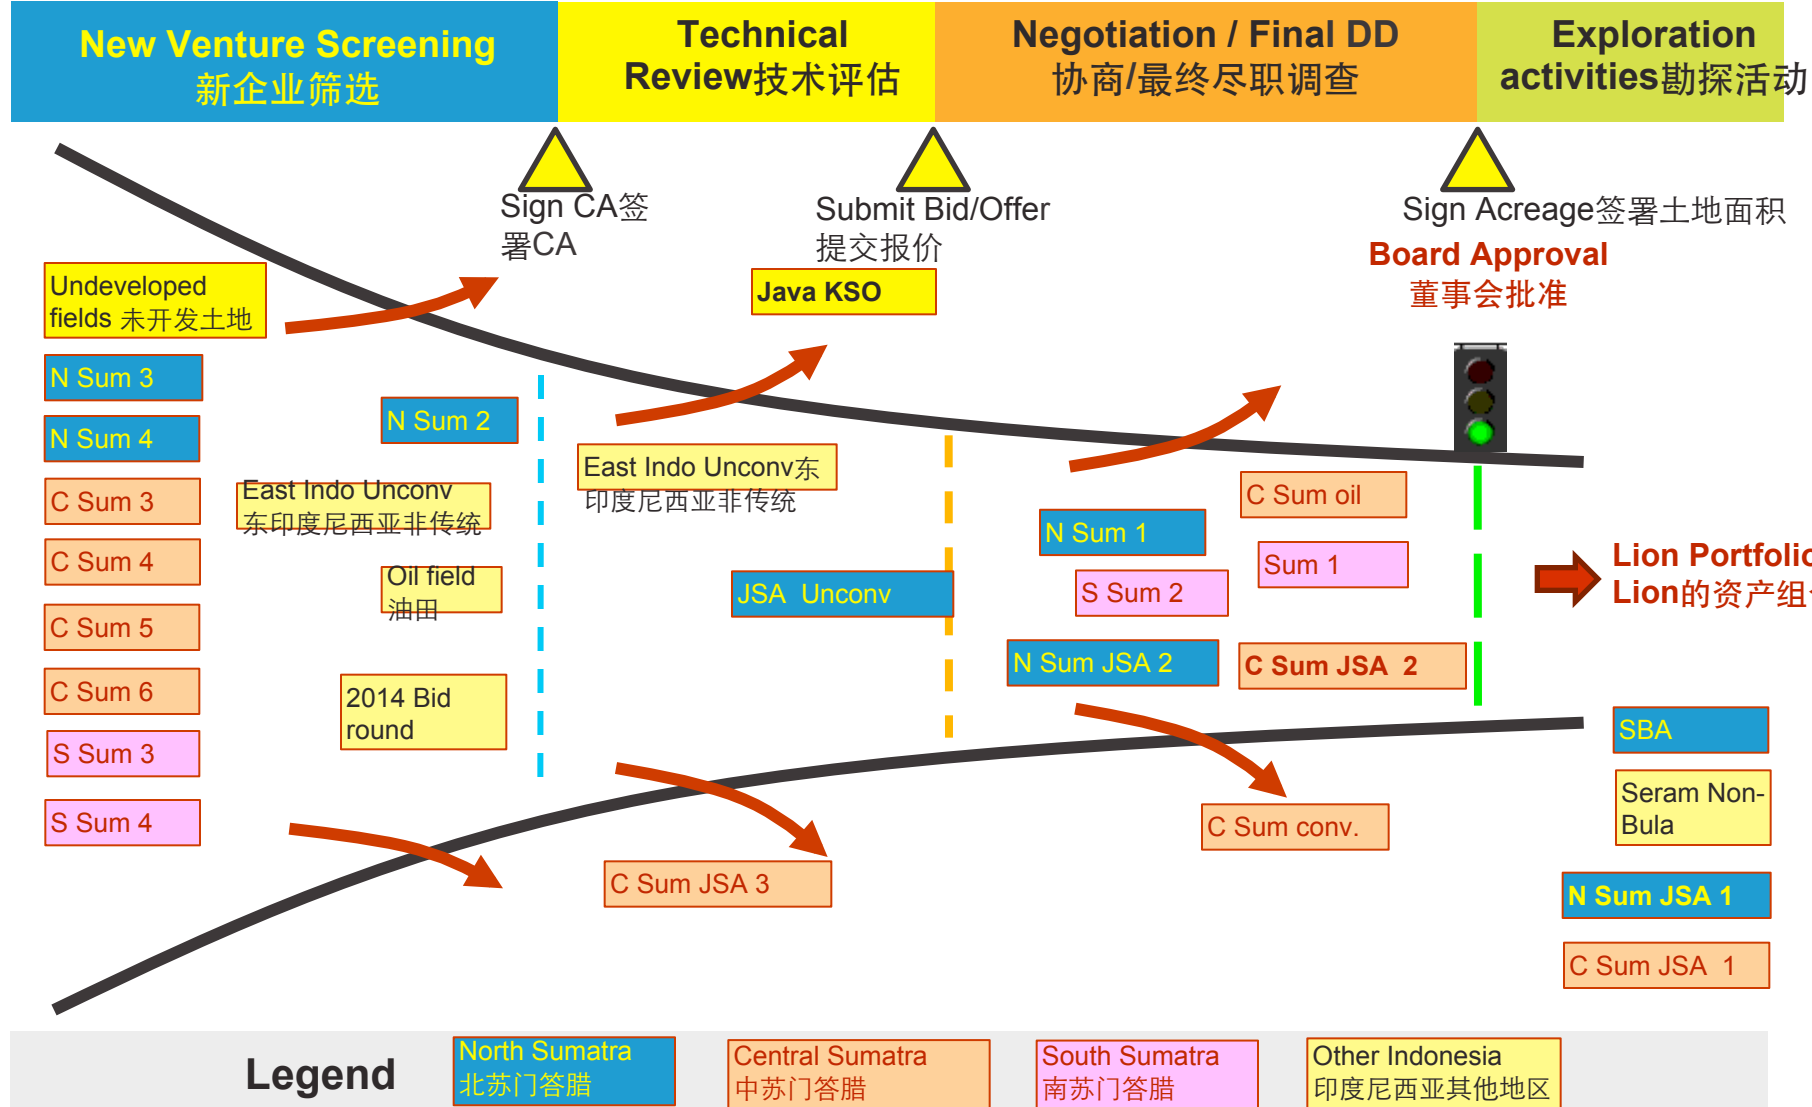 New Venture Screening
新企业筛选
Technical
Review技术评估
Negotiation / Final DD
协商/最终尽职调查
Exploration
activities勘探活动
Sign CA签
署CA
Submit Bid/Offer
提交报价
Sign Acreage签署土地面积
Board Approval
董事会批准
Undeveloped
fields 未开发土地
Java KSO
N Sum 3
N Sum 4
N Sum 2
C Sum 3
East Indo Unconv
东印度尼西亚非传统
East Indo Unconv东
印度尼西亚非传统
C Sum oil
N Sum 1
C Sum 4
Oil field
油田
JSA Unconv
S Sum 2
Sum 1
Lion Portfolio
Lion的资产组
C Sum 5
N Sum JSA 2
C Sum JSA 2
C Sum 6
2014 Bid
round
S Sum 3
SBA
S Sum 4
Seram Non-
Bula
C Sum conv.
C Sum JSA 3
N Sum JSA 1
C Sum JSA 1
Legend
North Sumatra
北苏门答腊
Central Sumatra
中苏门答腊
South Sumatra
南苏门答腊
Other Indonesia
印度尼西亚其他地区